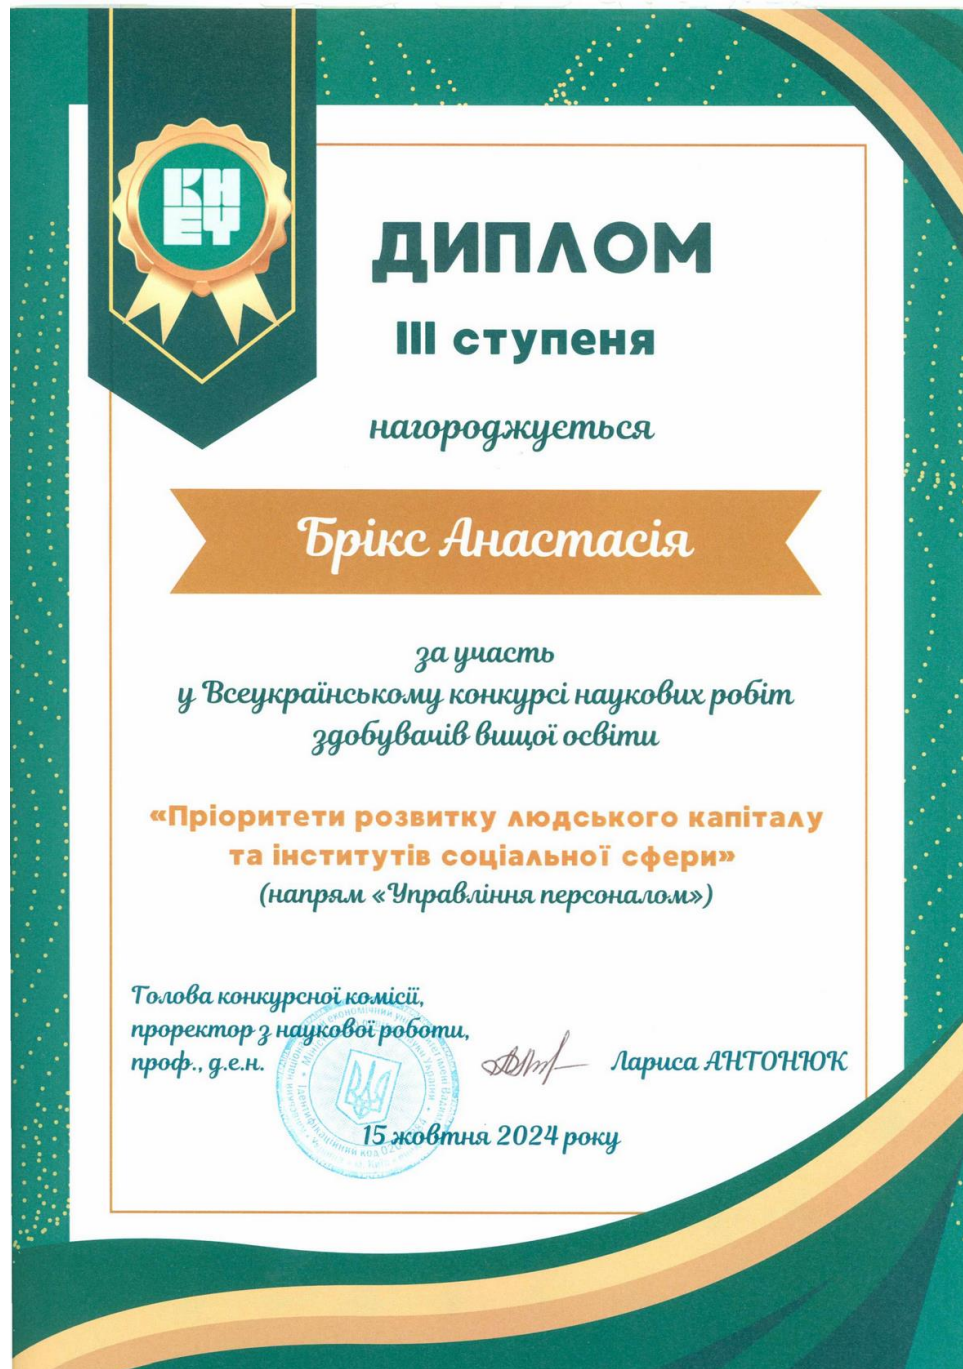 КНЕУ
ДИПЛОМ
III ступеня
нагороджується
Брікс Анастасія
за участь
у Всеукраїнському конкурсі наукових робіт
здобувачів вищої освіти
«Пріоритети розвитку людського капіталу
та інститутів соціальної сфери»
(напрям «Управління персоналом»)
Голова конкурсної комісії,
проректор з наукової роботи,
проф., д.е.н.
Лариса АНТОНЮК
15 жовтня 2024 року